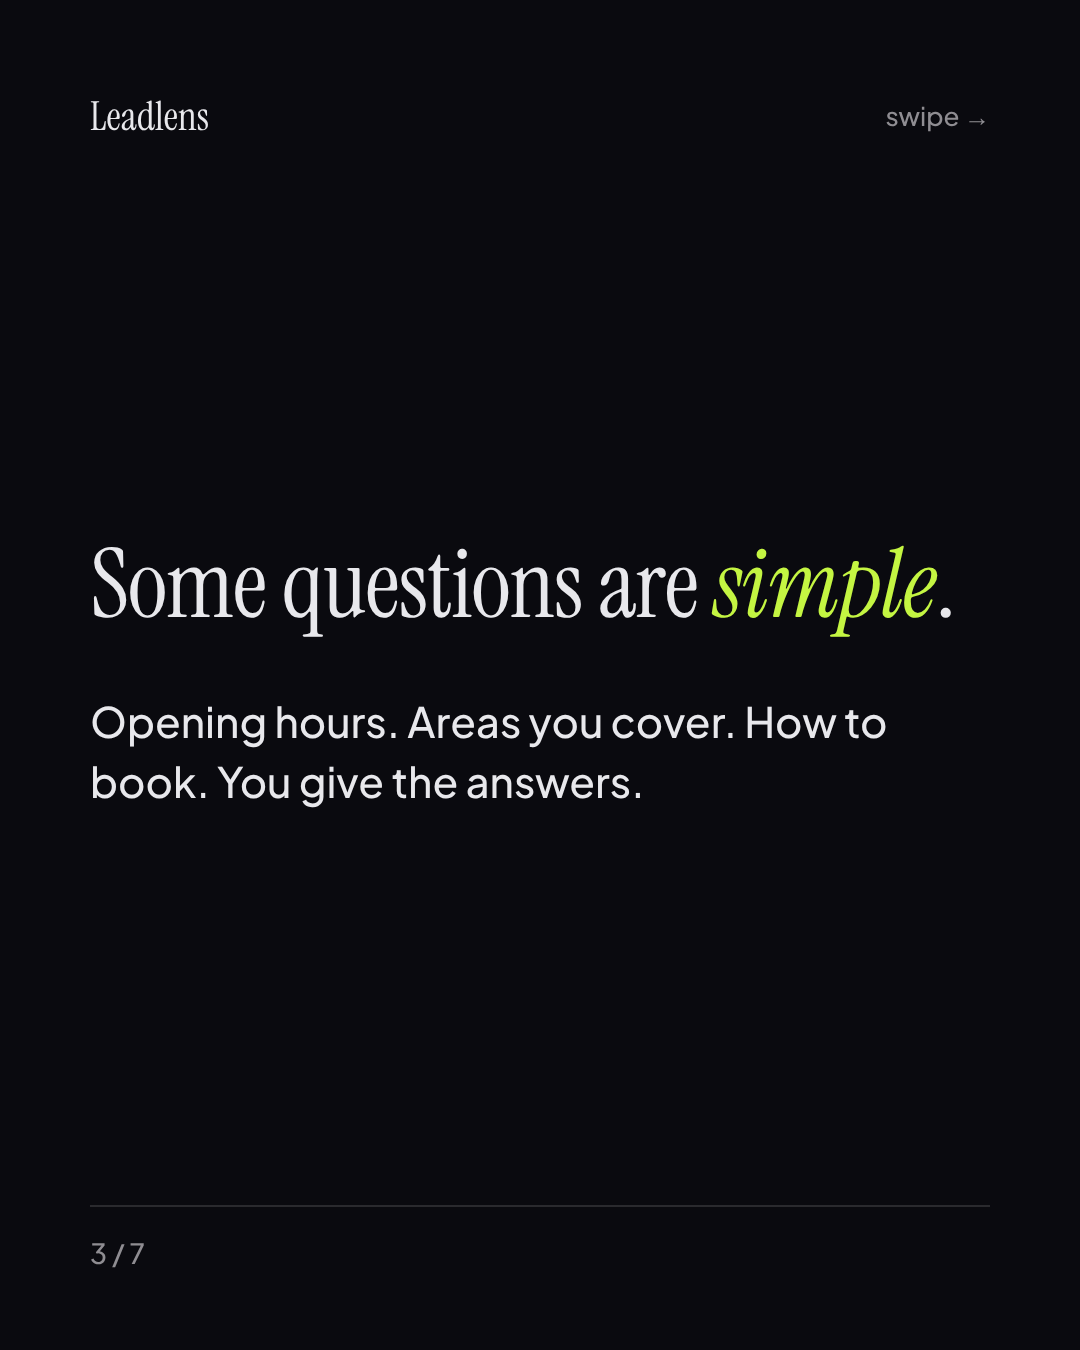 Leadlens
swipe →
Some questions are simple.
Opening hours. Areas you cover. How to
book. You give the answers.
3 / 7